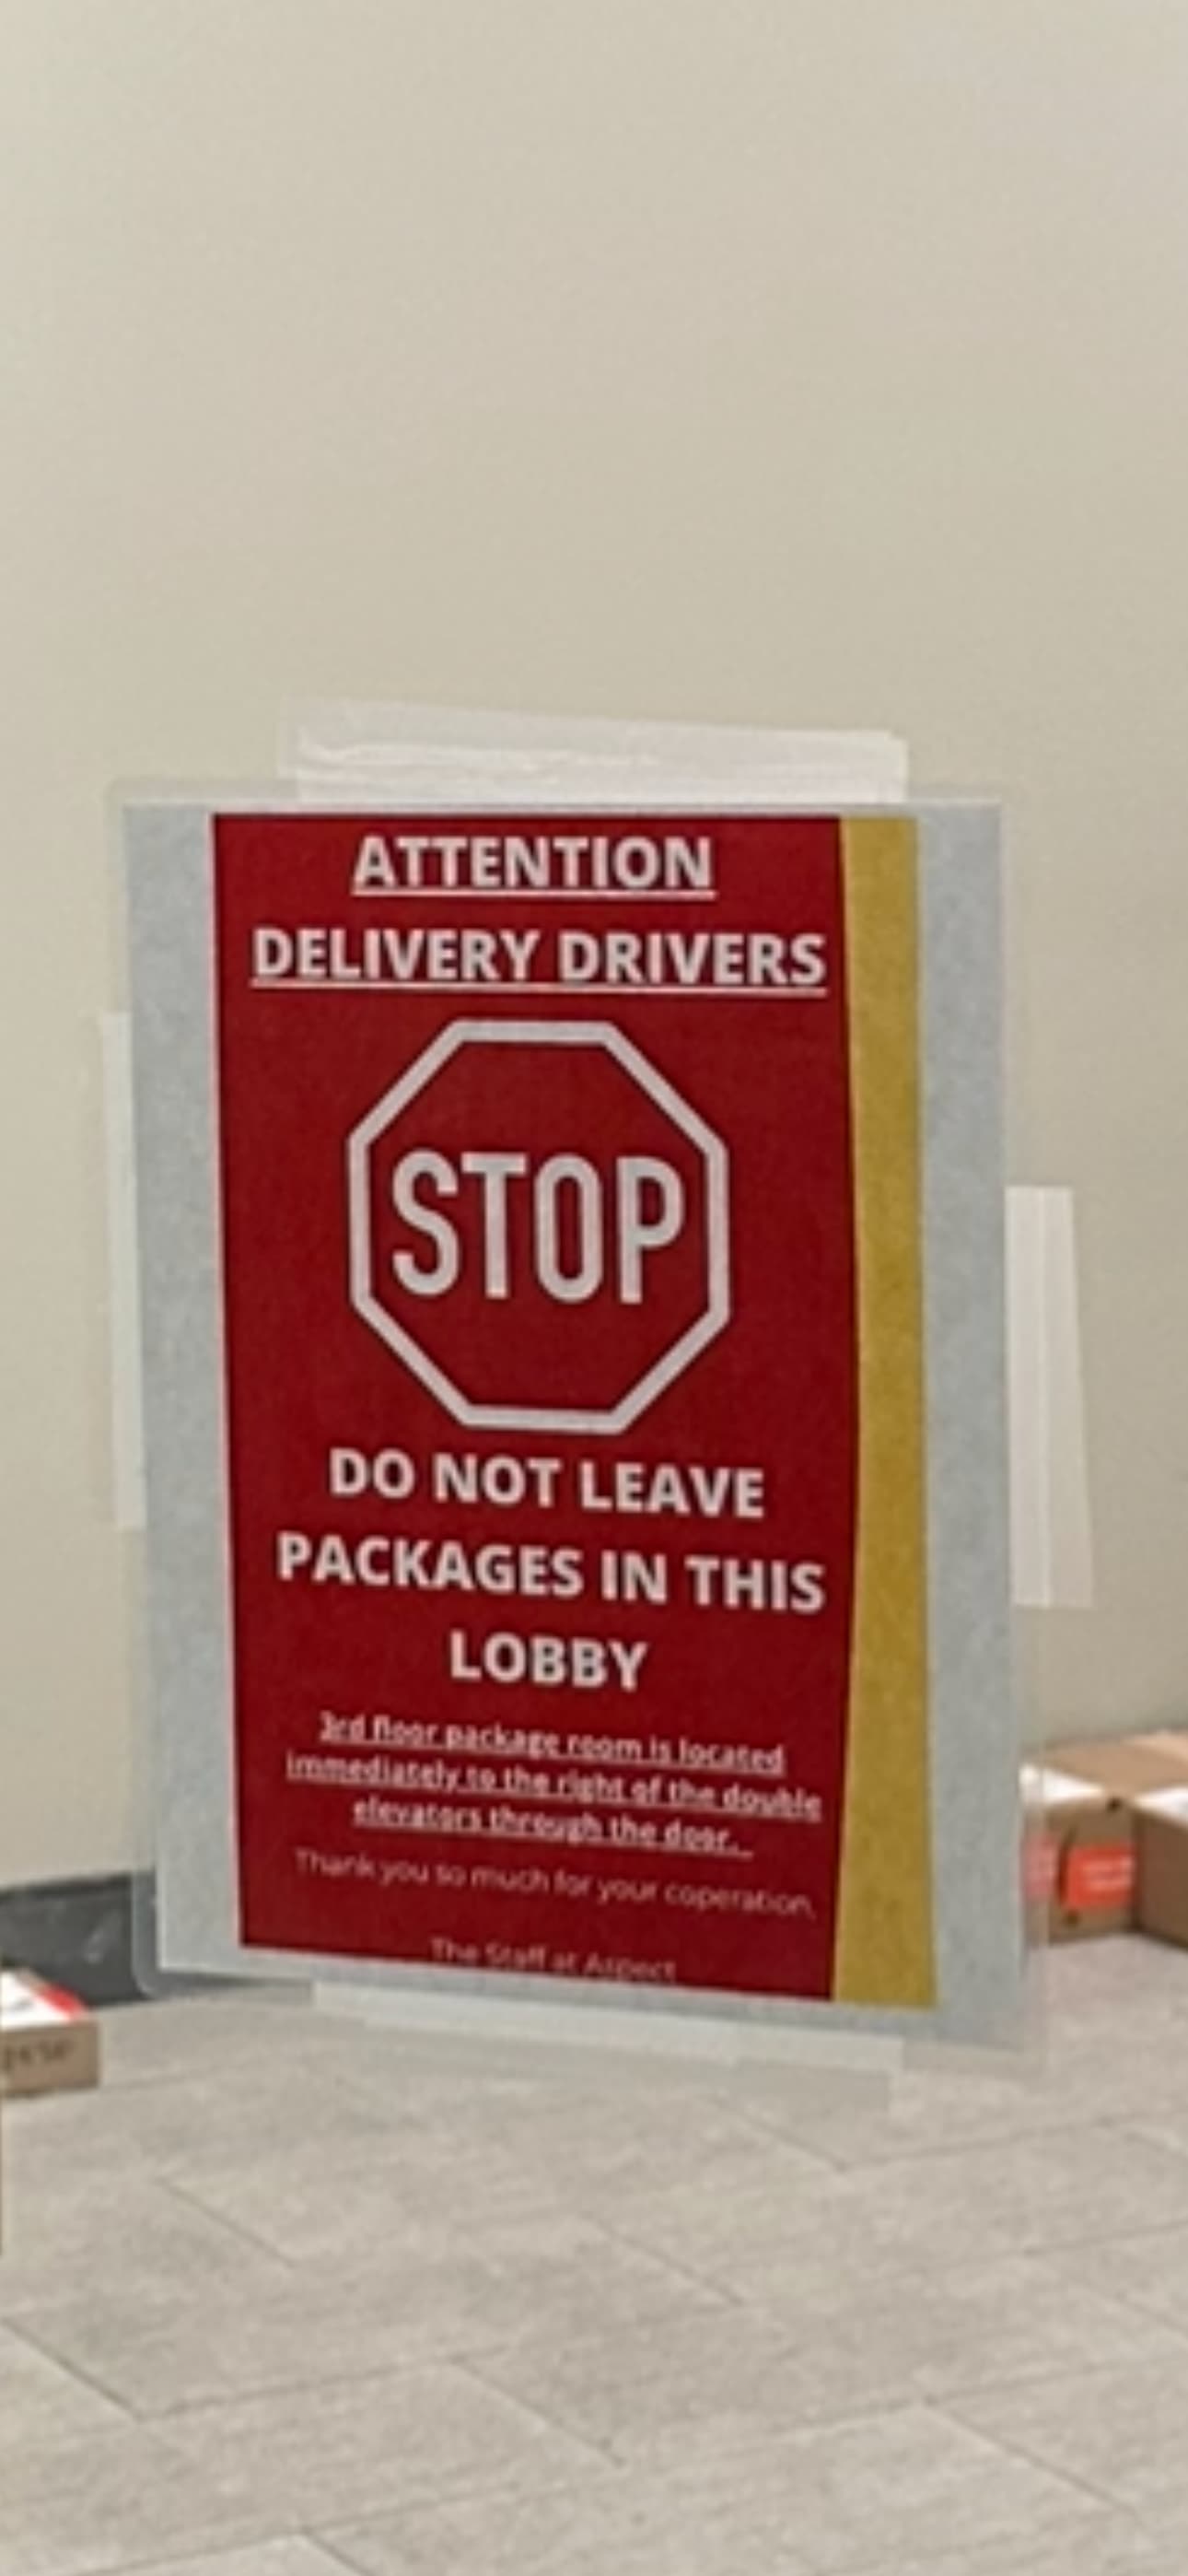 ATTENTION
DELIVERY DRIVERS
STOP
DO NOT LEAVE
PACKAGES IN THIS
LOBBY
3rd floor package room is located
immediately to the right of the double
elevators through the door.
Thank you so much for your coperation.
The Staff at Aspect